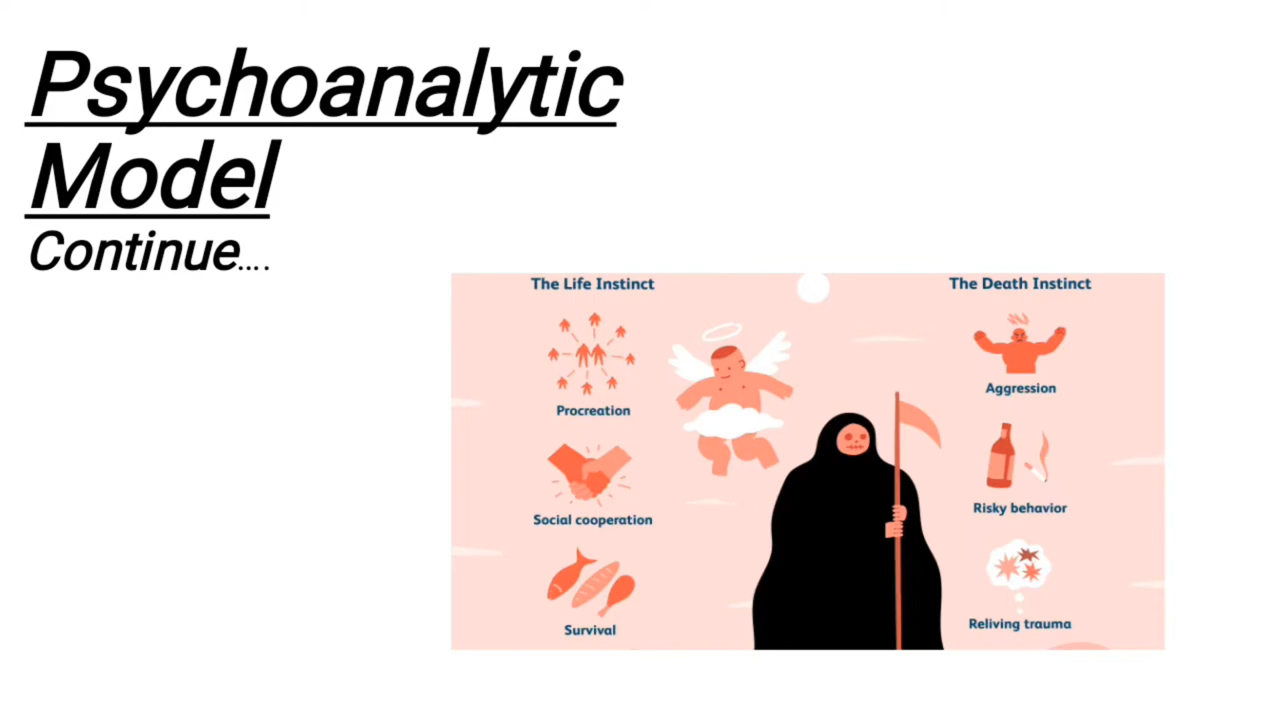 Psychoanalytic
Model
Continue....
The Life Instinct
Procreation
Social cooperation
Survival
The Death Instinct
Aggression
Risky behavior
Reliving trauma